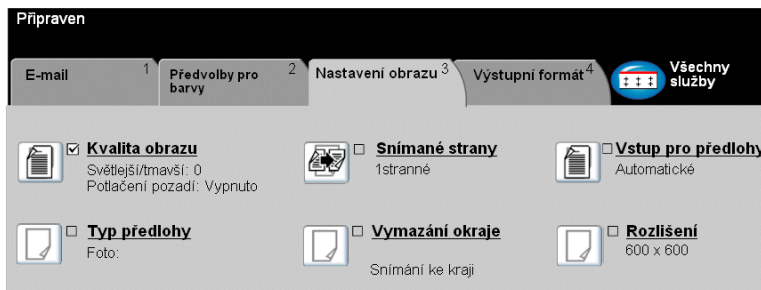 Připraven
E-mail 1
Předvolby pro barvy 2
Nastavení obrazu 3
Výstupní formát 4
Všechny služby
Kvalita obrazu
Světlejší/tmavší: 0
Potlačení pozadí: Vypnuto
Snímané strany
1stranné
Vstup pro předlohy
Automatické
Typ předlohy
Foto:
Vymazání okraje
Snímání ke kraji
Rozlišení
600 x 600